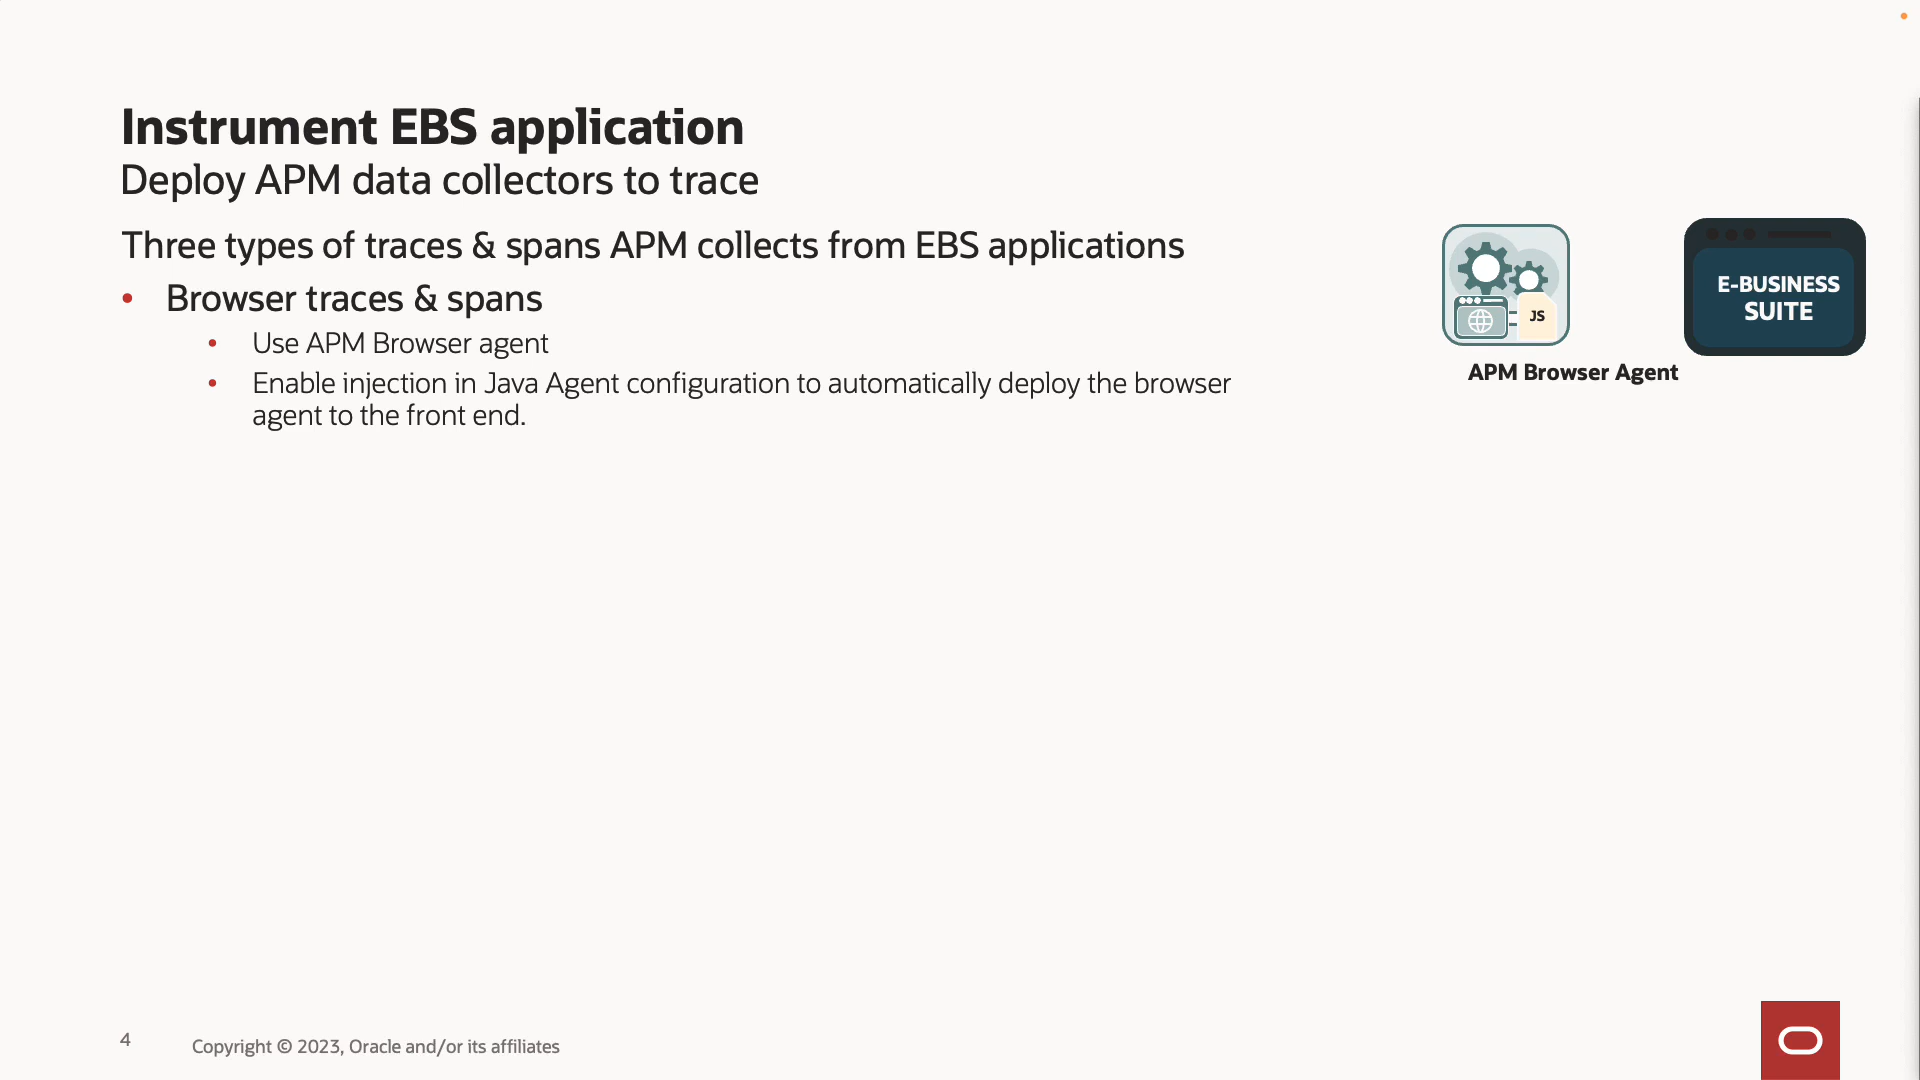 Instrument EBS application
Deploy APM data collectors to trace
Three types of traces & spans APM collects from EBS applications
• Browser traces & spans
• Use APM Browser agent
• Enable injection in Java Agent configuration to automatically deploy the browser
agent to the front end.
JS
APM Browser Agent
E-BUSINESS
SUITE
4
Copyright © 2023, Oracle and/or its affiliates